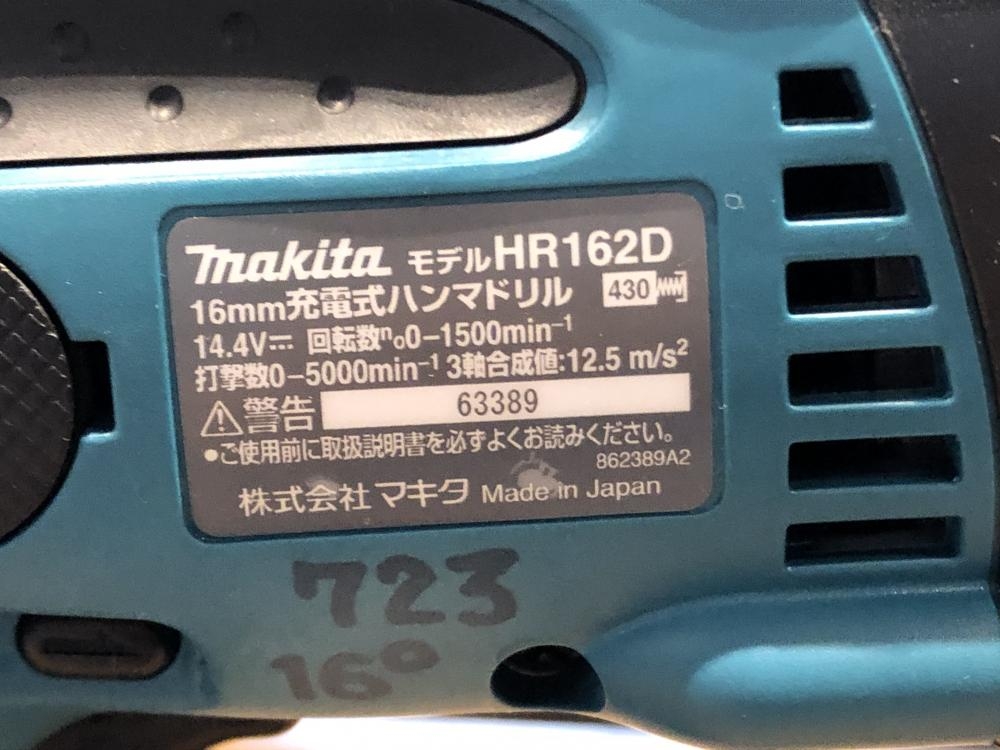 makita モデルHR162D
16mm充電式ハンマドリル 430
14.4V⎓ 回転数n₀0-1500min⁻¹
打撃数0-5000min⁻¹ 3軸合成値:12.5 m/s²
⚠警告 63389
●ご使用前に取扱説明書を必ずよくお読みください。
862389A2
株式会社マキタ Made in Japan
723
16°